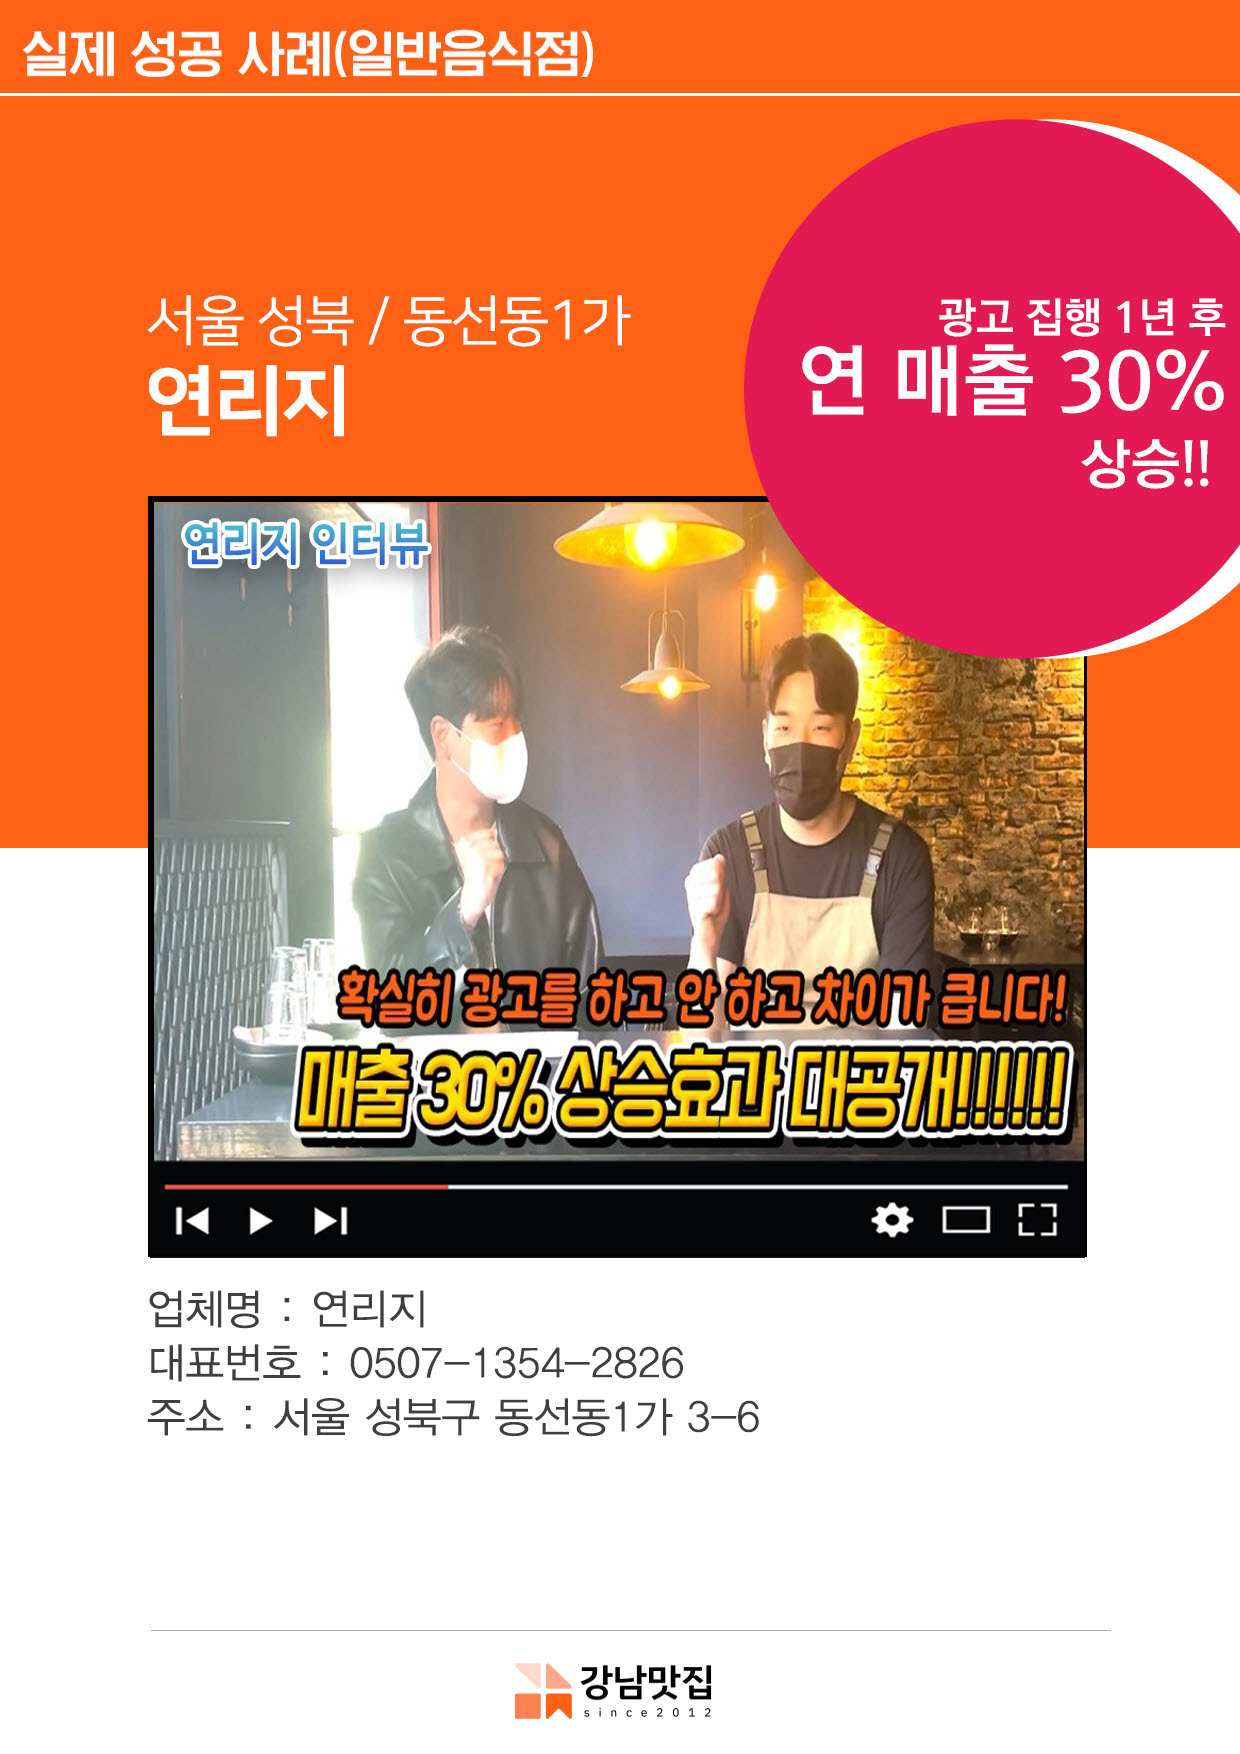 실제 성공 사례(일반음식점)
서울 성북 / 동선동1가
연리지
광고 집행 1년 후
연 매출 30%
상승!!
연리지 인터뷰
확실히 광고를 하고 안 하고 차이가 큽니다!
매출 30% 상승효과 대공개!!!!!!
업체명 : 연리지
대표번호 : 0507-1354-2826
주소 : 서울 성북구 동선동1가 3-6
강남맛집
since2012